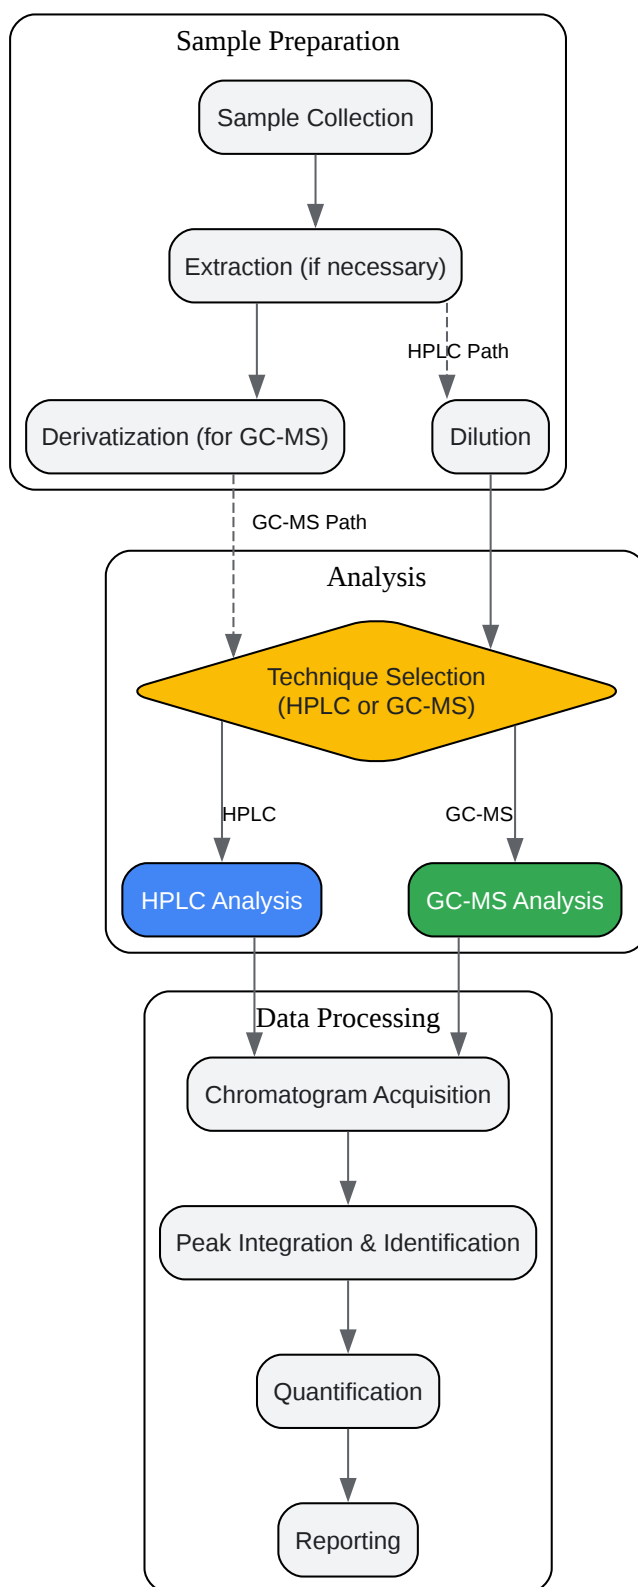 Sample Preparation
Sample Collection
Extraction (if necessary)
HPLC Path
Derivatization (for GC-MS)
Dilution
GC-MS Path
Analysis
Technique Selection
(HPLC or GC-MS)
HPLC
GC-MS
HPLC Analysis
GC-MS Analysis
Data Processing
Chromatogram Acquisition
Peak Integration & Identification
Quantification
Reporting